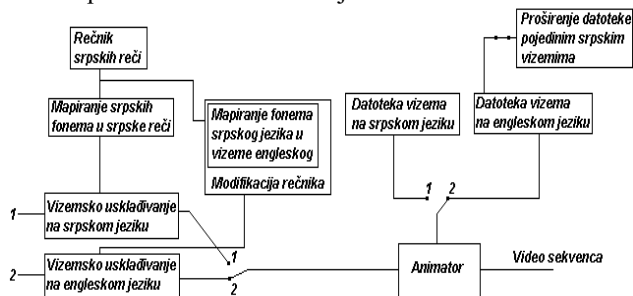 Rečnik
srpskih reči
Proširenje datoteke
pojedinim srpskim
vizemima
Mapiranje srpskih
fonema u srpske reči
Mapiranje fonema
srpskog jezika u
vizeme engleskog
Modifikacija rečnika
Datoteka vizema
na srpskom jeziku
Datoteka vizema
na engleskom jeziku
1
2
1
Vizemsko usklađivanje
na srpskom jeziku
1
2
2
Vizemsko usklađivanje
na engleskom jeziku
Animator
Video sekvenca